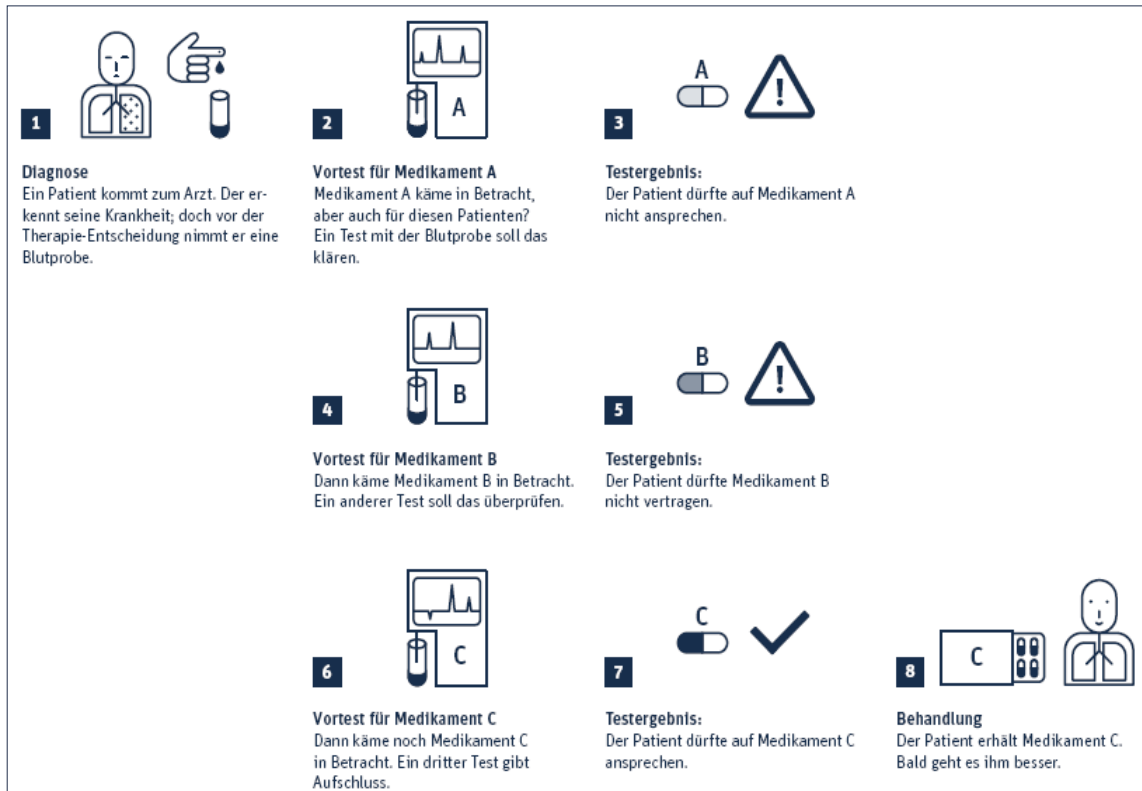 1
Diagnose
Ein Patient kommt zum Arzt. Der er-
kennt seine Krankheit; doch vor der
Therapie-Entscheidung nimmt er eine
Blutprobe.
A
2
Vortest für Medikament A
Medikament A käme in Betracht,
aber auch für diesen Patienten?
Ein Test mit der Blutprobe soll das
klären.
A
!
3
Testergebnis:
Der Patient dürfte auf Medikament A
nicht ansprechen.
B
4
Vortest für Medikament B
Dann käme Medikament B in Betracht.
Ein anderer Test soll das überprüfen.
B
!
5
Testergebnis:
Der Patient dürfte Medikament B
nicht vertragen.
C
6
Vortest für Medikament C
Dann käme noch Medikament C
in Betracht. Ein dritter Test gibt
Aufschluss.
C
7
Testergebnis:
Der Patient dürfte auf Medikament C
ansprechen.
C
8
Behandlung
Der Patient erhält Medikament C.
Bald geht es ihm besser.